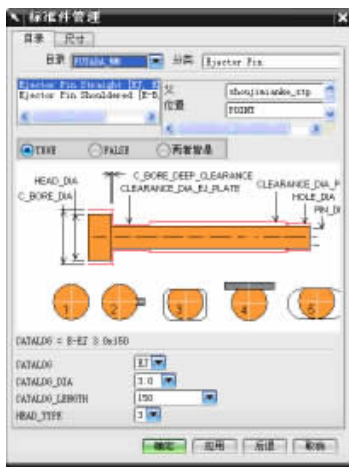 标准件管理
目录 尺寸
目录 FUTABA_MM 分类 Ejector Pin
Ejector Pin Straight [EJ, E
Ejector Pin Shouldered [E-E
父 shoujimianke_stp
位置 POINT
TRUE FALSE 两者皆是
HEAD_DIA C_BORE_DEEP_CLEARANCE
C_BORE_DIA CLEARANCE_DIA_EJ_PLATE CLEARANCE_DIA_P
HOLE_DIA
PIN_DI
1 2 3 4 5
CATALOG = E-EJ 3.0x150
CATALOG EJ
CATALOG_DIA 3.0
CATALOG_LENGTH 150
HEAD_TYPE 3
确定 应用 后退 取消